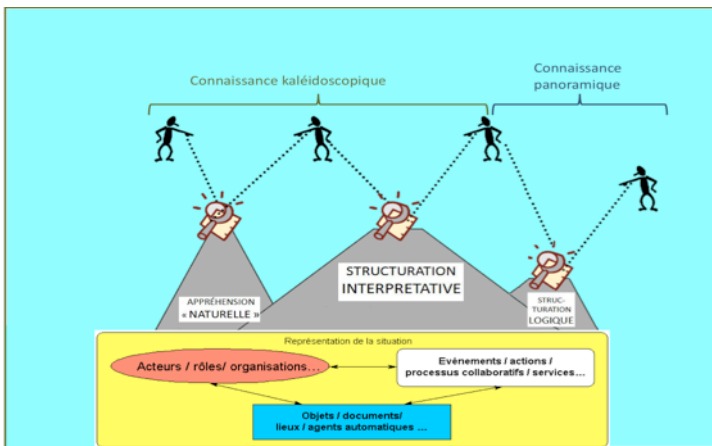 Connaissance kaléidoscopique
Connaissance
panoramique
APPRÉHENSION
« NATURELLE »
STRUCTURATION
INTERPRETATIVE
STRUC-
TURATION
LOGIQUE
Représentation de la situation
Acteurs / rôles/ organisations...
Evénements / actions /
processus collaboratifs / services...
Objets / documents/
lieux / agents automatiques ...